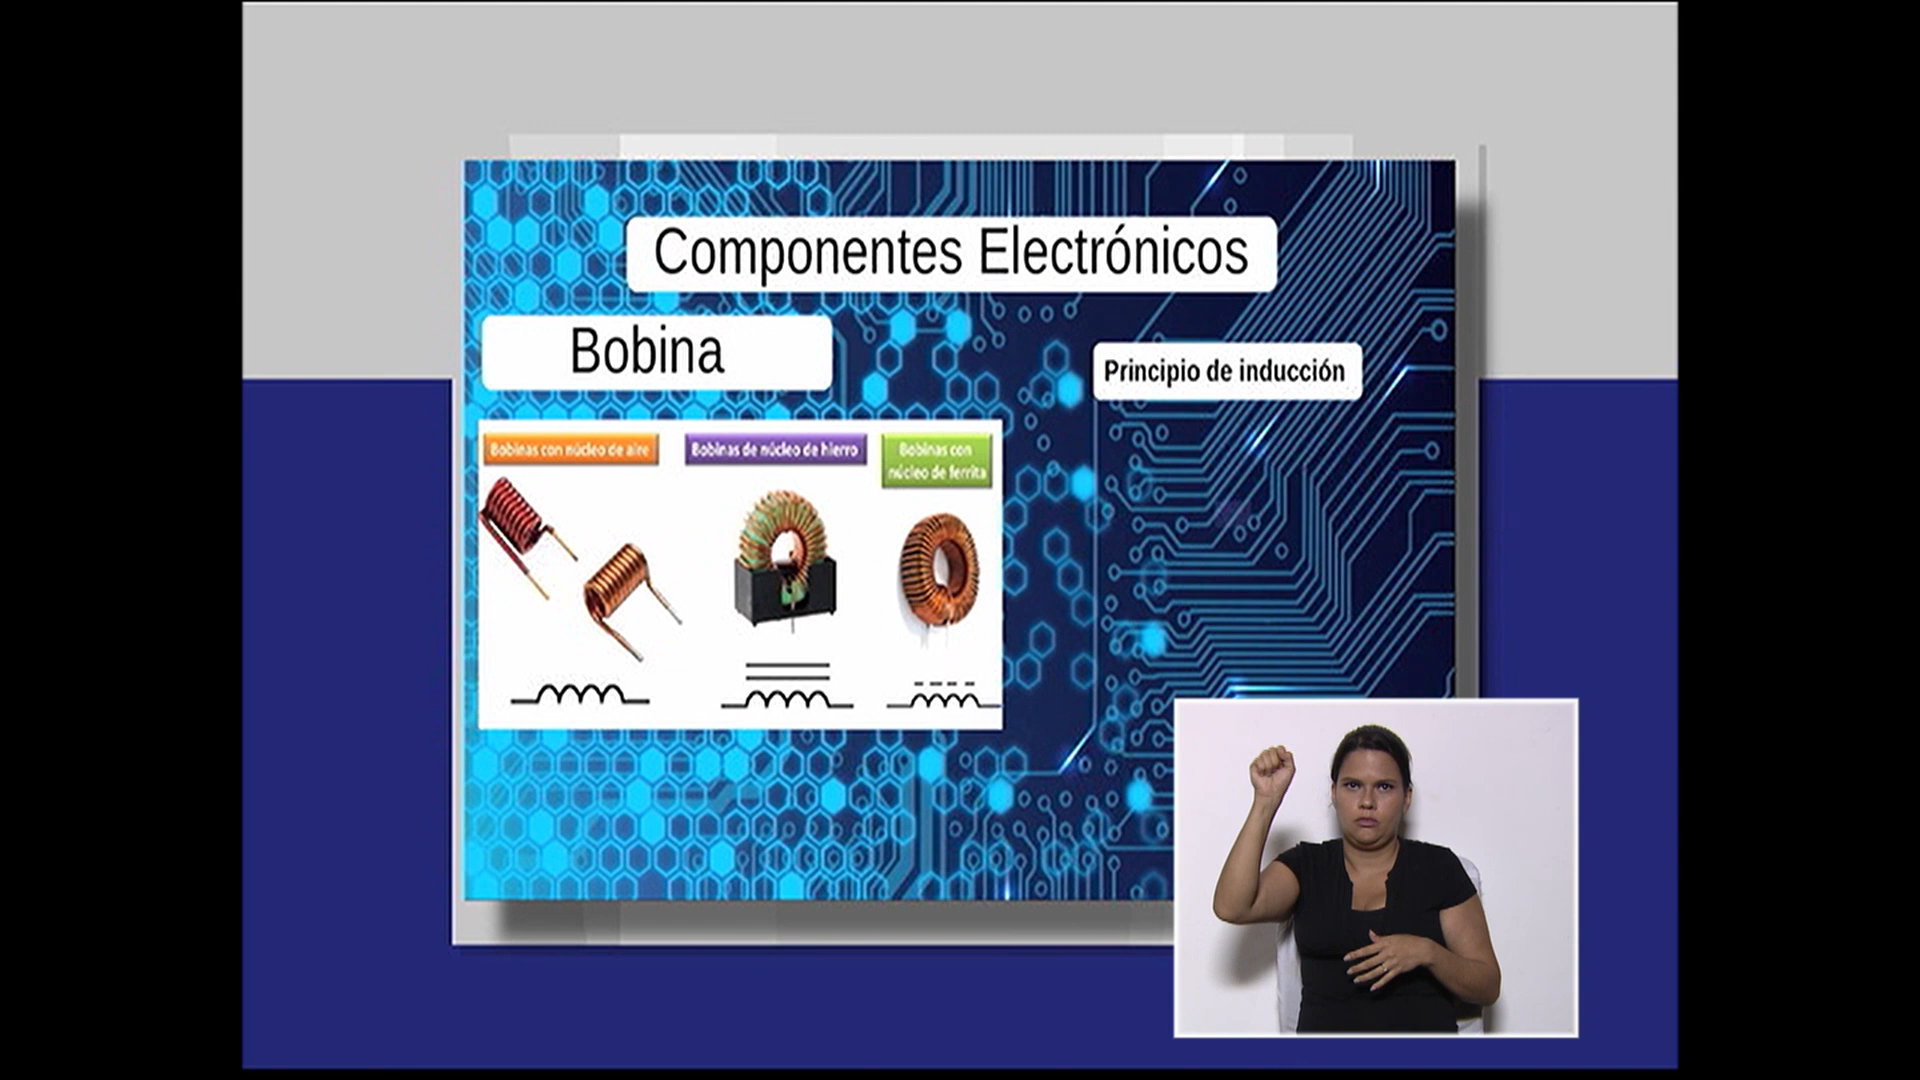 Componentes Electrónicos
Bobina
Principio de inducción
Bobinas con núcleo de aire
Bobinas de núcleo de hierro
Bobinas con
núcleo de ferrita